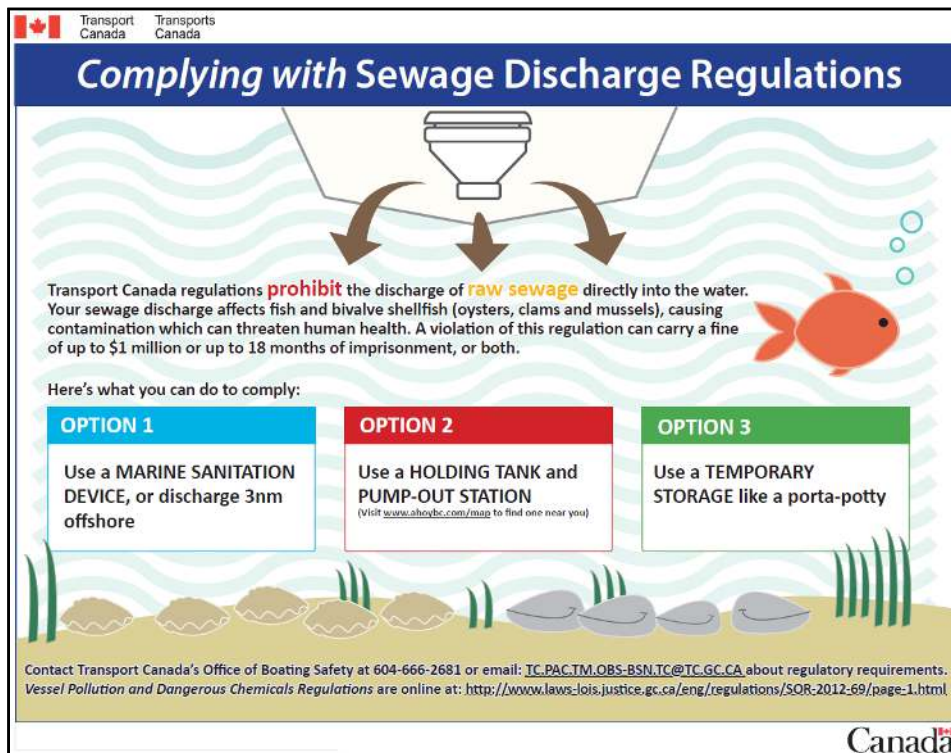 Transport Transports
Canada Canada
Complying with Sewage Discharge Regulations
Transport Canada regulations prohibit the discharge of raw sewage directly into the water.
Your sewage discharge affects fish and bivalve shellfish (oysters, clams and mussels), causing
contamination which can threaten human health. A violation of this regulation can carry a fine
of up to $1 million or up to 18 months of imprisonment, or both.
Here's what you can do to comply:
OPTION 1
Use a MARINE SANITATION
DEVICE, or discharge 3nm
offshore
OPTION 2
Use a HOLDING TANK and
PUMP-OUT STATION
(Visit www.ahoybc.com/map to find one near you)
OPTION 3
Use a TEMPORARY
STORAGE like a porta-potty
Contact Transport Canada's Office of Boating Safety at 604-666-2681 or email: TC.PAC.TM.OBS-BSN.TC@TC.GC.CA about regulatory requirements.
Vessel Pollution and Dangerous Chemicals Regulations are online at: http://www.laws-lois.justice.gc.ca/eng/regulations/SOR-2012-69/page-1.html
Canada